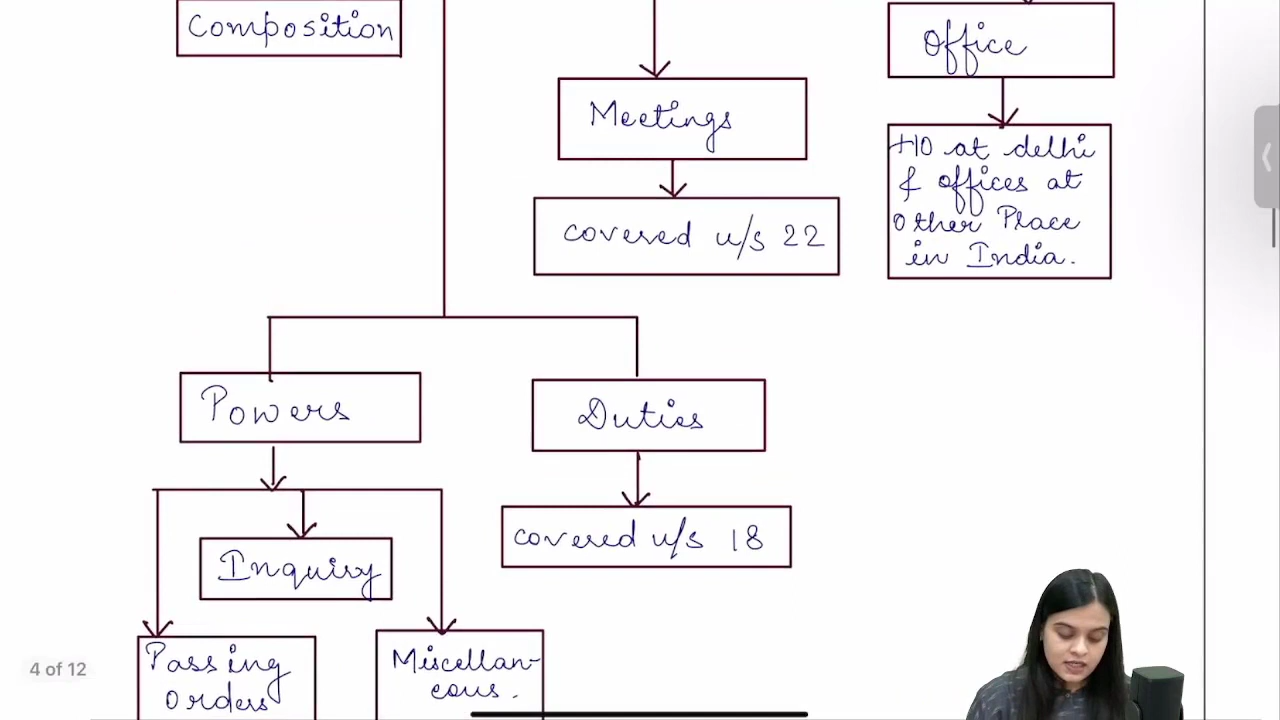 Composition
Office
Meetings
HO at delhi
& offices at
Other Place
in India.
covered u/s 22
Powers
Duties
covered u/s 18
Inquiry
Passing
Orders
Miscellan-
eous.
4 of 12